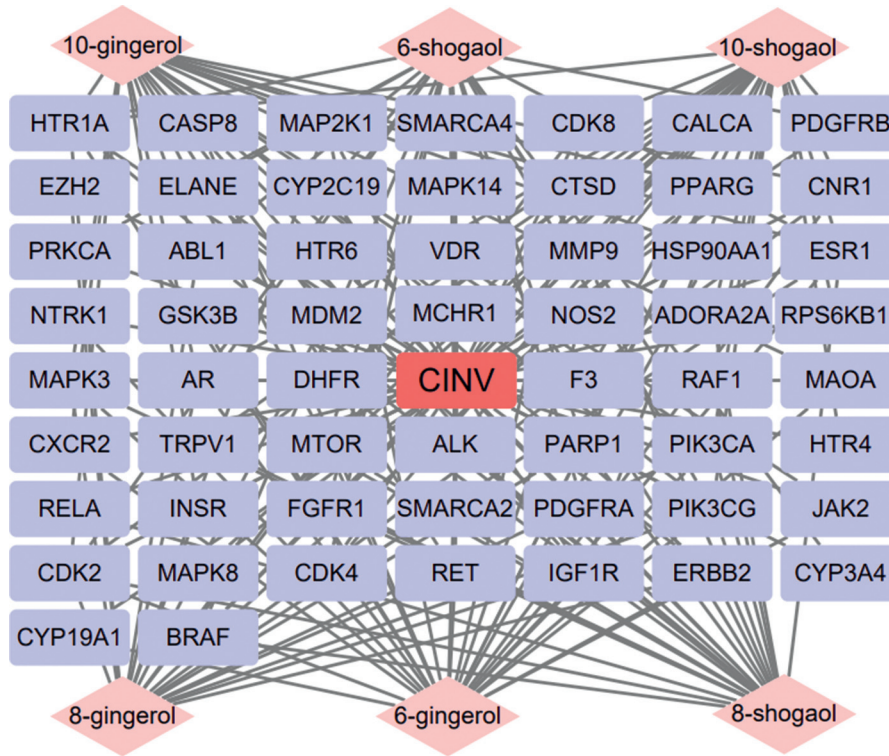 10-gingerol 6-shogaol 10-shogaol
HTR1A CASP8 MAP2K1 SMARCA4 CDK8 CALCA PDGFRB
EZH2 ELANE CYP2C19 MAPK14 CTSD PPARG CNR1
PRKCA ABL1 HTR6 VDR MMP9 HSP90AA1 ESR1
NTRK1 GSK3B MDM2 MCHR1 NOS2 ADORA2A RPS6KB1
MAPK3 AR DHFR CINV F3 RAF1 MAOA
CXCR2 TRPV1 MTOR ALK PARP1 PIK3CA HTR4
RELA INSR FGFR1 SMARCA2 PDGFRA PIK3CG JAK2
CDK2 MAPK8 CDK4 RET IGF1R ERBB2 CYP3A4
CYP19A1 BRAF
8-gingerol 6-gingerol 8-shogaol